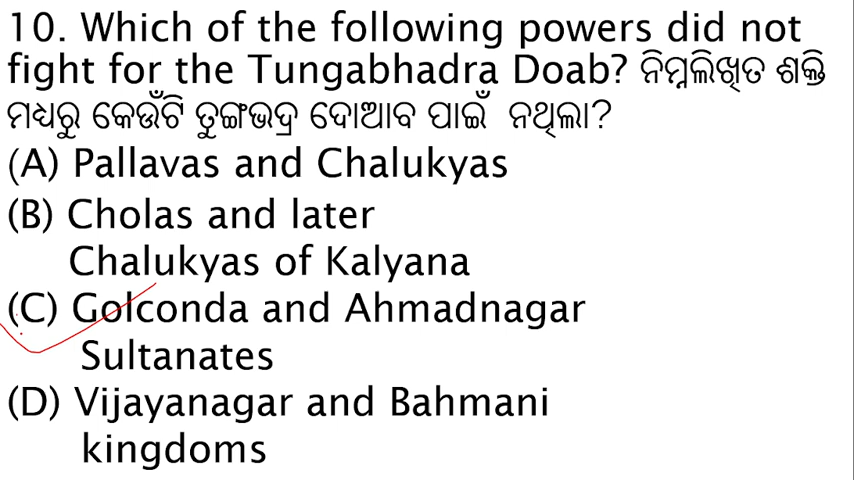 10. Which of the following powers did not
fight for the Tungabhadra Doab? ନିମ୍ନଲିଖିତ ଶକ୍ତି
ମଧ୍ୟରୁ କେଉଁଟି ତୁଙ୍ଗଭଦ୍ର ଦୋଆବ ପାଇଁ ନଥିଲା?
(A) Pallavas and Chalukyas
(B) Cholas and later
Chalukyas of Kalyana
(C) Golconda and Ahmadnagar
Sultanates
(D) Vijayanagar and Bahmani
kingdoms